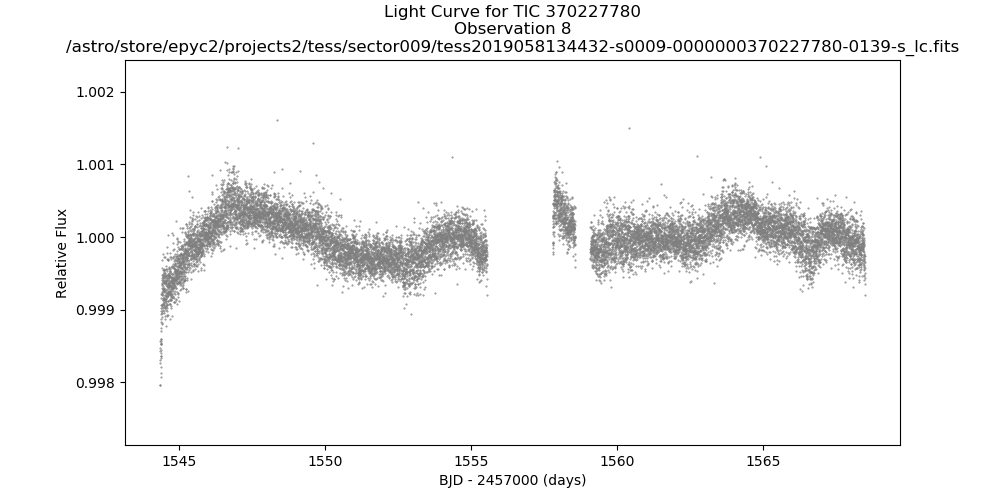 Light Curve for TIC 370227780
Observation 8
/astro/store/epyc2/projects2/tess/sector009/tess2019058134432-s0009-0000000370227780-0139-s_lc.fits
1.002
1.001
1.000
0.999
0.998
Relative Flux
1545
1550
1555
1560
1565
BJD - 2457000 (days)